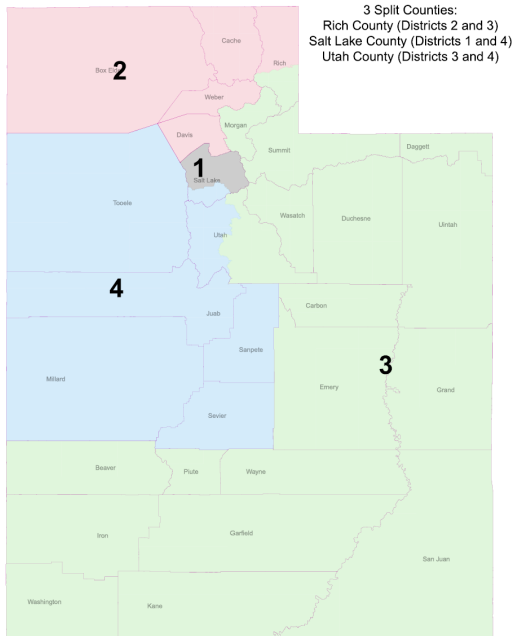 3 Split Counties:
Rich County (Districts 2 and 3)
Salt Lake County (Districts 1 and 4)
Utah County (Districts 3 and 4)
Cache
Rich
Box Elder
2
Weber
Morgan
Davis
Summit
Daggett
1
Salt Lake
Tooele
Wasatch
Duchesne
Uintah
Utah
4
Carbon
Juab
Sanpete
3
Millard
Emery
Grand
Sevier
Beaver
Piute
Wayne
Iron
Garfield
San Juan
Washington
Kane